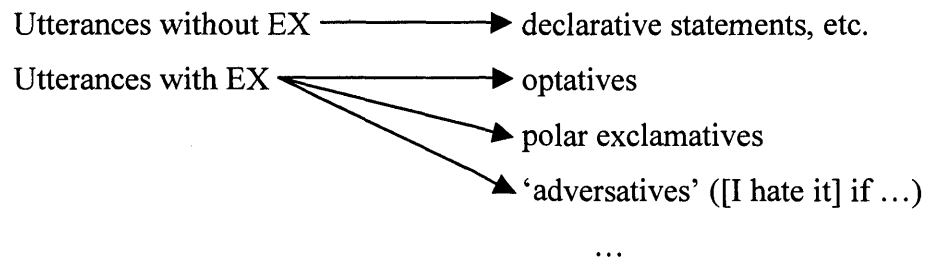 Utterances without EX declarative statements, etc.
Utterances with EX optatives
polar exclamatives
‘adversatives’ ([I hate it] if …)
…